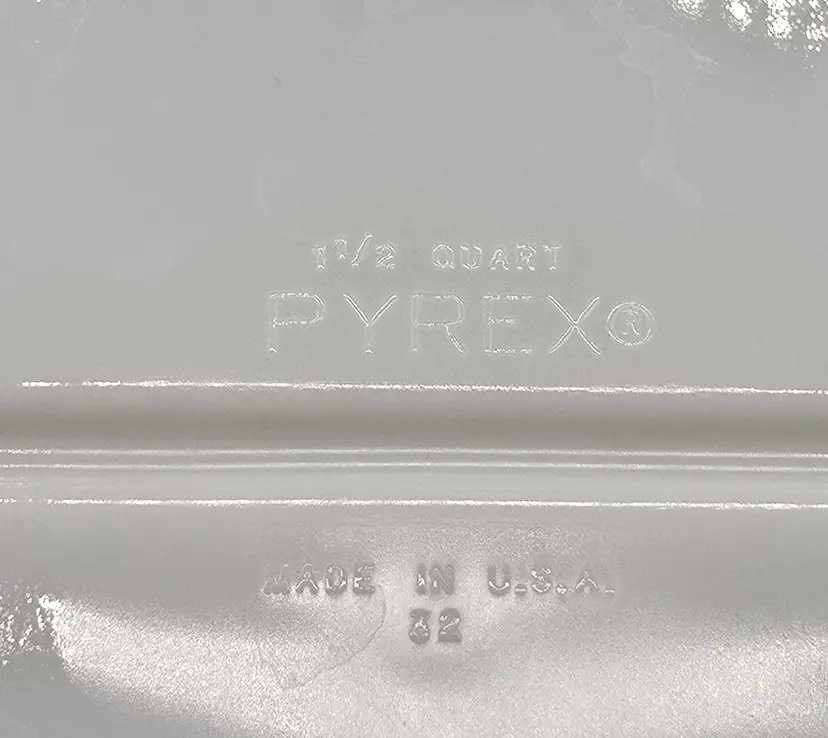 1 1/2 QUART
PYREX®
MADE IN U.S.A.
32